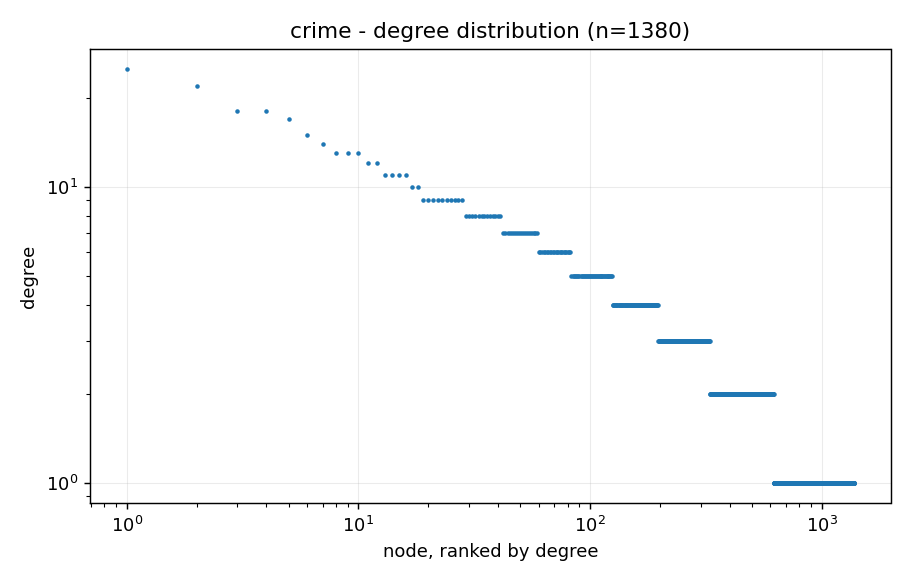 crime - degree distribution (n=1380)
degree
10¹
10⁰
10⁰
10¹
10²
10³
node, ranked by degree